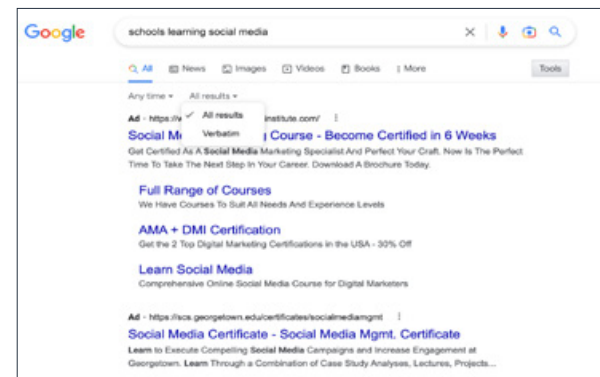 Google
schools learning social media
All News Images Videos Books More Tools
Any time All results
All results
Verbatim
Ad · https:// institute.com/
Social Course - Become Certified in 6 Weeks
Get Certified As A Social Media Marketing Specialist And Perfect Your Craft. Now Is The Perfect
Time To Take The Next Step In Your Career. Download A Brochure Today.
Full Range of Courses
We Have Courses To Suit All Needs And Experience Levels
AMA + DMI Certification
Get the 2 Top Digital Marketing Certifications in the USA - 30% Off
Learn Social Media
Comprehensive Online Social Media Course for Digital Marketers
Ad · https://scs.georgetown.edu/certificates/socialmediamgmt
Social Media Certificate - Social Media Mgmt. Certificate
Learn to Execute Compelling Social Media Campaigns and Increase Engagement at
Georgetown. Learn Through a Combination of Case Study Analyses, Lectures, Projects...